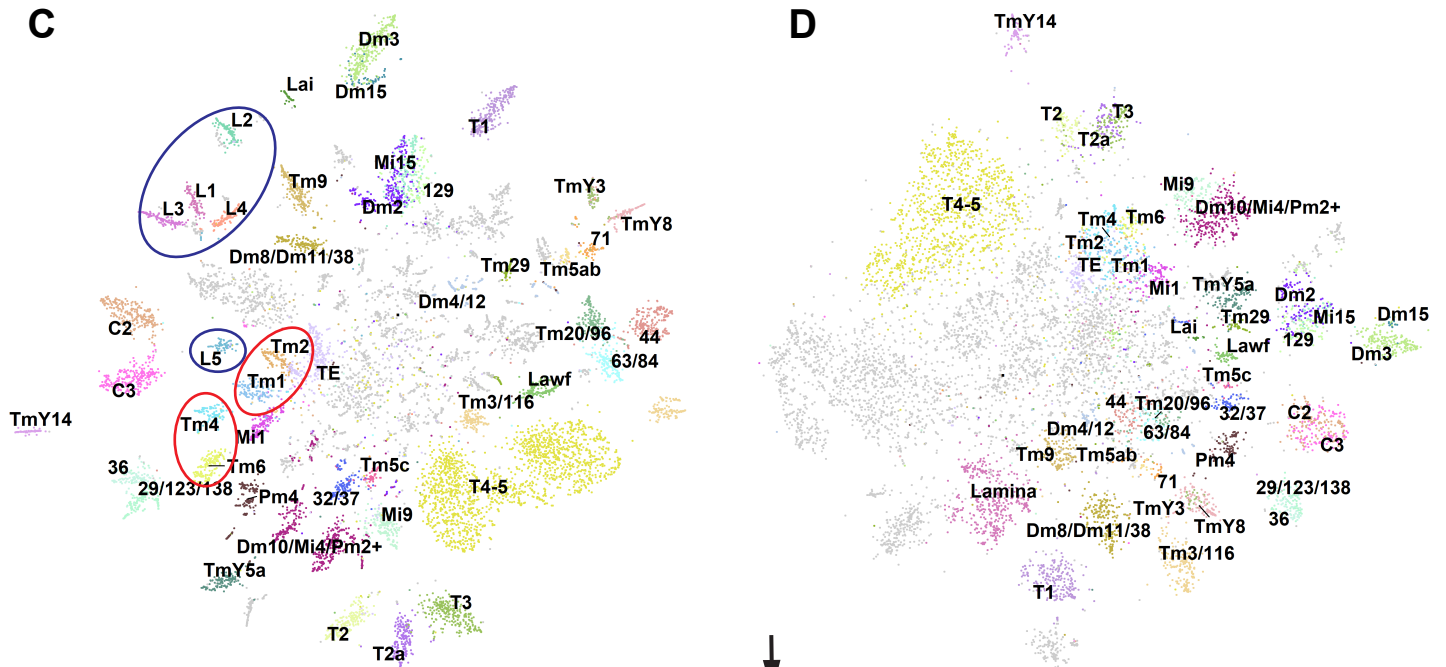 C
Dm3
Lai
Dm15
L2
T1
Mi15
L1
Tm9
129
TmY3
L3
L4
Dm2
TmY8
71
Dm8/Dm11/38
Tm29
Tm5ab
Dm4/12
C2
Tm20/96
44
Tm2
L5
63/84
TE
C3
Tm1
Lawf
Tm3/116
TmY14
Tm4
Mi1
36
Tm6
Tm5c
29/123/138
T4-5
Pm4
32/37
Mi9
Dm10/Mi4/Pm2+
TmY5a
T3
T2
T2a
D
TmY14
T2
T3
T2a
Mi9
T4-5
Dm10/Mi4/Pm2+
Tm4
Tm6
Tm2
TE
Tm1
Mi1
TmY5a
Dm2
Tm29
Mi15
Dm15
Lai
129
Lawf
Dm3
Tm5c
44
Tm20/96
32/37
C2
Dm4/12
63/84
C3
Tm9
Tm5ab
Pm4
71
Lamina
29/123/138
TmY3
36
Dm8/Dm11/38
TmY8
Tm3/116
T1